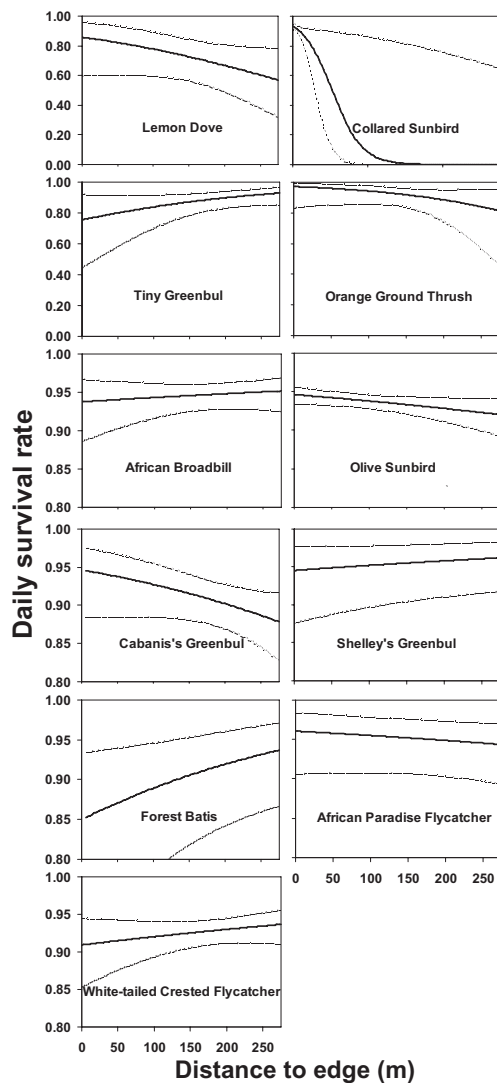 1.00
0.80
0.60
0.40
0.20
0.00
Lemon Dove
Collared Sunbird
1.00
0.80
0.60
0.40
0.20
0.00
Tiny Greenbul
Orange Ground Thrush
1.00
0.95
0.90
0.85
0.80
African Broadbill
Olive Sunbird
Daily survival rate
1.00
0.95
0.90
0.85
0.80
Cabanis's Greenbul
Shelley's Greenbul
1.00
0.95
0.90
0.85
0.80
Forest Batis
African Paradise Flycatcher
0 50 100 150 200 250
1.00
0.95
0.90
0.85
0.80
White-tailed Crested Flycatcher
0 50 100 150 200 250
Distance to edge (m)